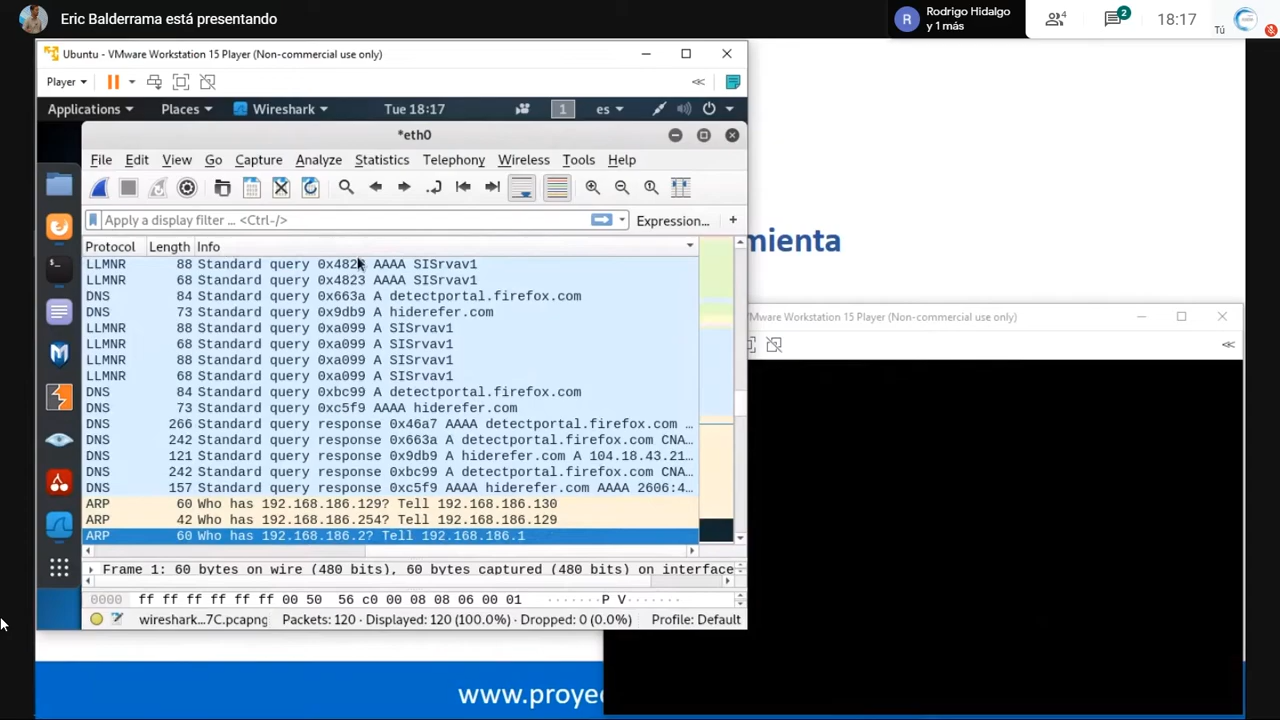 Eric Balderrama está presentando
Rodrigo Hidalgo
y 1 más
R
4
2
18:17
Tú
Ubuntu - VMware Workstation 15 Player (Non-commercial use only)
Player
Applications Places Wireshark Tue 18:17 1 es
*eth0
File Edit View Go Capture Analyze Statistics Telephony Wireless Tools Help
Apply a display filter ... <Ctrl-/> Expression... +
Protocol Length Info
LLMNR 88 Standard query 0x482 AAAA SISrvav1
LLMNR 68 Standard query 0x4823 AAAA SISrvav1
DNS 84 Standard query 0x663a A detectportal.firefox.com
DNS 73 Standard query 0x9db9 A hiderefer.com
LLMNR 88 Standard query 0xa099 A SISrvav1
LLMNR 68 Standard query 0xa099 A SISrvav1
LLMNR 88 Standard query 0xa099 A SISrvav1
LLMNR 68 Standard query 0xa099 A SISrvav1
DNS 84 Standard query 0xbc99 A detectportal.firefox.com
DNS 73 Standard query 0xc5f9 AAAA hiderefer.com
DNS 266 Standard query response 0x46a7 AAAA detectportal.firefox.com …
DNS 242 Standard query response 0x663a A detectportal.firefox.com CNA…
DNS 121 Standard query response 0x9db9 A hiderefer.com A 104.18.43.21…
DNS 242 Standard query response 0xbc99 A detectportal.firefox.com CNA…
DNS 157 Standard query response 0xc5f9 AAAA hiderefer.com AAAA 2606:4…
ARP 60 Who has 192.168.186.129? Tell 192.168.186.130
ARP 42 Who has 192.168.186.254? Tell 192.168.186.129
ARP 60 Who has 192.168.186.2? Tell 192.168.186.1
Frame 1: 60 bytes on wire (480 bits), 60 bytes captured (480 bits) on interface
0000 ff ff ff ff ff ff 00 50 56 c0 00 08 08 06 00 01 ·······P V·······
wireshark...7C.pcapng Packets: 120 · Displayed: 120 (100.0%) · Dropped: 0 (0.0%) Profile: Default
mienta
Mware Workstation 15 Player (Non-commercial use only)
www.proye